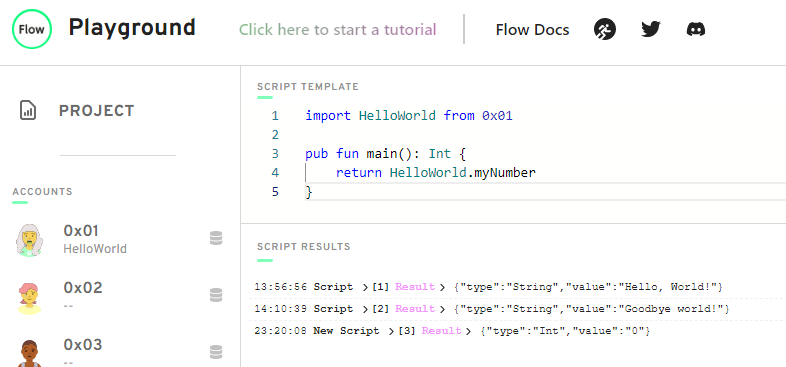 Flow Playground Click here to start a tutorial Flow Docs
PROJECT
ACCOUNTS
0x01
HelloWorld
0x02
--
0x03
--
SCRIPT TEMPLATE
1 import HelloWorld from 0x01
2
3 pub fun main(): Int {
4 return HelloWorld.myNumber
5 }
SCRIPT RESULTS
13:56:56 Script ❯[1] Result❯ {"type":"String","value":"Hello, World!"}
14:10:39 Script ❯[2] Result❯ {"type":"String","value":"Goodbye world!"}
23:20:08 New Script ❯[3] Result❯ {"type":"Int","value":"0"}